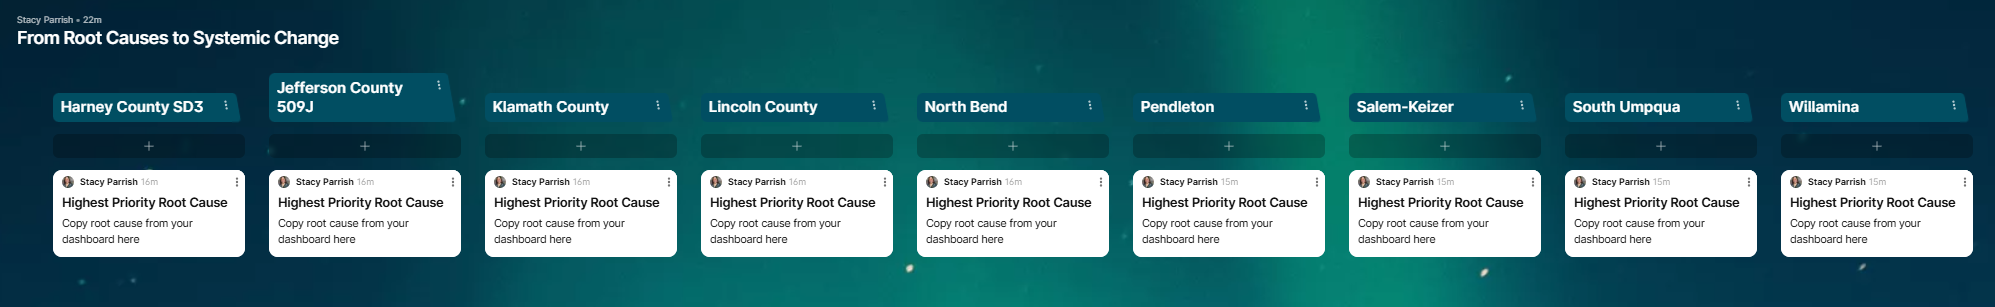 Stacy Parrish • 22m
From Root Causes to Systemic Change
Harney County SD3
Jefferson County
509J
Klamath County
Lincoln County
North Bend
Pendleton
Salem-Keizer
South Umpqua
Willamina
Stacy Parrish 16m
Highest Priority Root Cause
Copy root cause from your
dashboard here
Stacy Parrish 16m
Highest Priority Root Cause
Copy root cause from your
dashboard here
Stacy Parrish 16m
Highest Priority Root Cause
Copy root cause from your
dashboard here
Stacy Parrish 16m
Highest Priority Root Cause
Copy root cause from your
dashboard here
Stacy Parrish 16m
Highest Priority Root Cause
Copy root cause from your
dashboard here
Stacy Parrish 15m
Highest Priority Root Cause
Copy root cause from your
dashboard here
Stacy Parrish 15m
Highest Priority Root Cause
Copy root cause from your
dashboard here
Stacy Parrish 15m
Highest Priority Root Cause
Copy root cause from your
dashboard here
Stacy Parrish 15m
Highest Priority Root Cause
Copy root cause from your
dashboard here